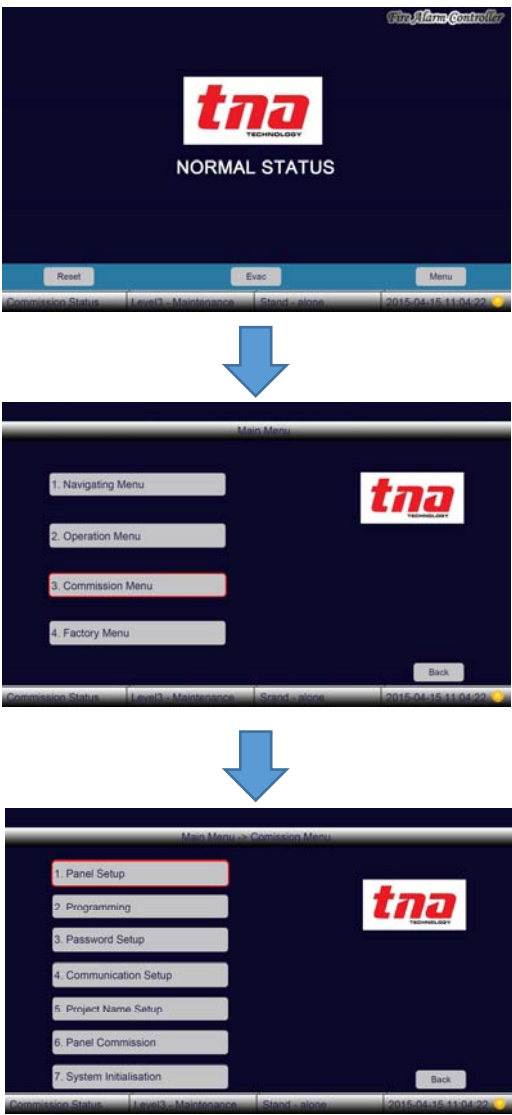 Fire Alarm Controller
tna
TECHNOLOGY
NORMAL STATUS
Reset Evac Menu
Commission Status Level3 - Maintenance Stand - alone 2015-04-15 11:04:22
Main Menu
1. Navigating Menu
tna
TECHNOLOGY
2. Operation Menu
3. Commission Menu
4. Factory Menu
Back
Commission Status Level3 - Maintenance Srand - alone 2015-04-15 11:04:22
Main Menu -> Comission Menu
1. Panel Setup
tna
TECHNOLOGY
2. Programming
3. Password Setup
4. Communication Setup
5. Project Name Setup
6. Panel Commission
7. System Initialisation
Back
Commission Status Level3 - Maintenance Stand - alone 2015-04-15 11:04:22